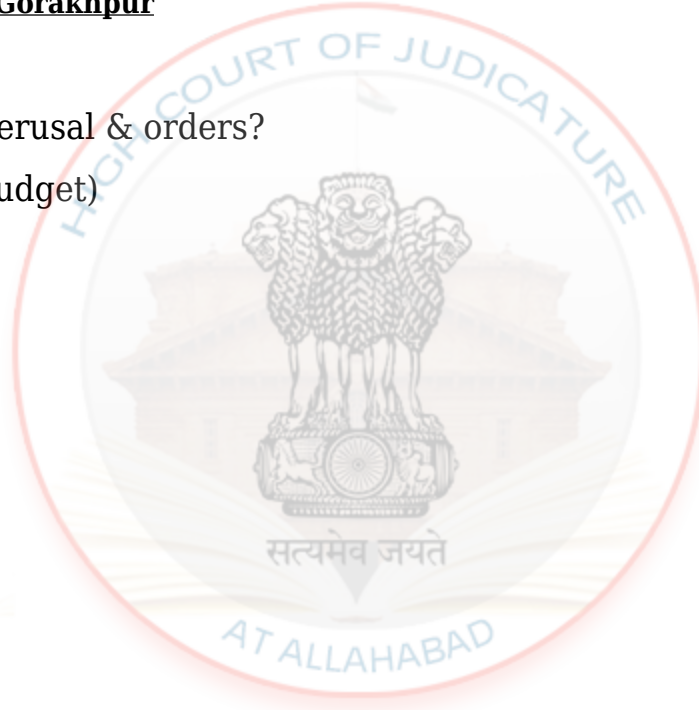 Gorakhpur
erusal & orders?
udget)
HIGH COURT OF JUDICATURE
सत्यमेव जयते
AT ALLAHABAD